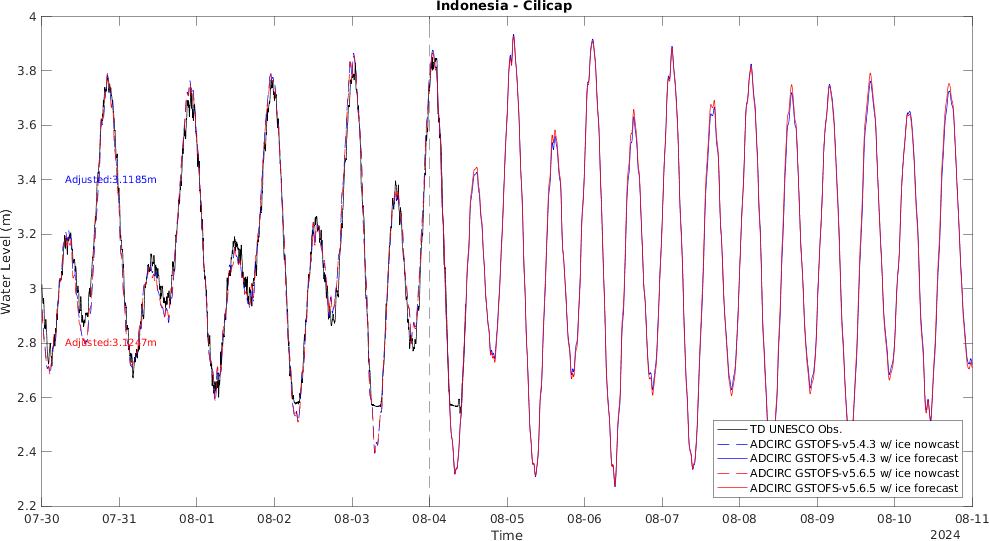 Indonesia - Cilicap
4
3.8
3.6
3.4
3.2
3
2.8
2.6
2.4
2.2
Water Level (m)
Adjusted:3.1185m
Adjusted:3.1247m
TD UNESCO Obs.
ADCIRC GSTOFS-v5.4.3 w/ ice nowcast
ADCIRC GSTOFS-v5.4.3 w/ ice forecast
ADCIRC GSTOFS-v5.6.5 w/ ice nowcast
ADCIRC GSTOFS-v5.6.5 w/ ice forecast
07-30 07-31 08-01 08-02 08-03 08-04 08-05 08-06 08-07 08-08 08-09 08-10 08-11
Time
2024